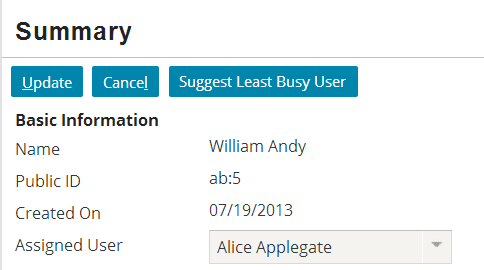 Summary
Update Cancel Suggest Least Busy User
Basic Information
Name William Andy
Public ID ab:5
Created On 07/19/2013
Assigned User Alice Applegate